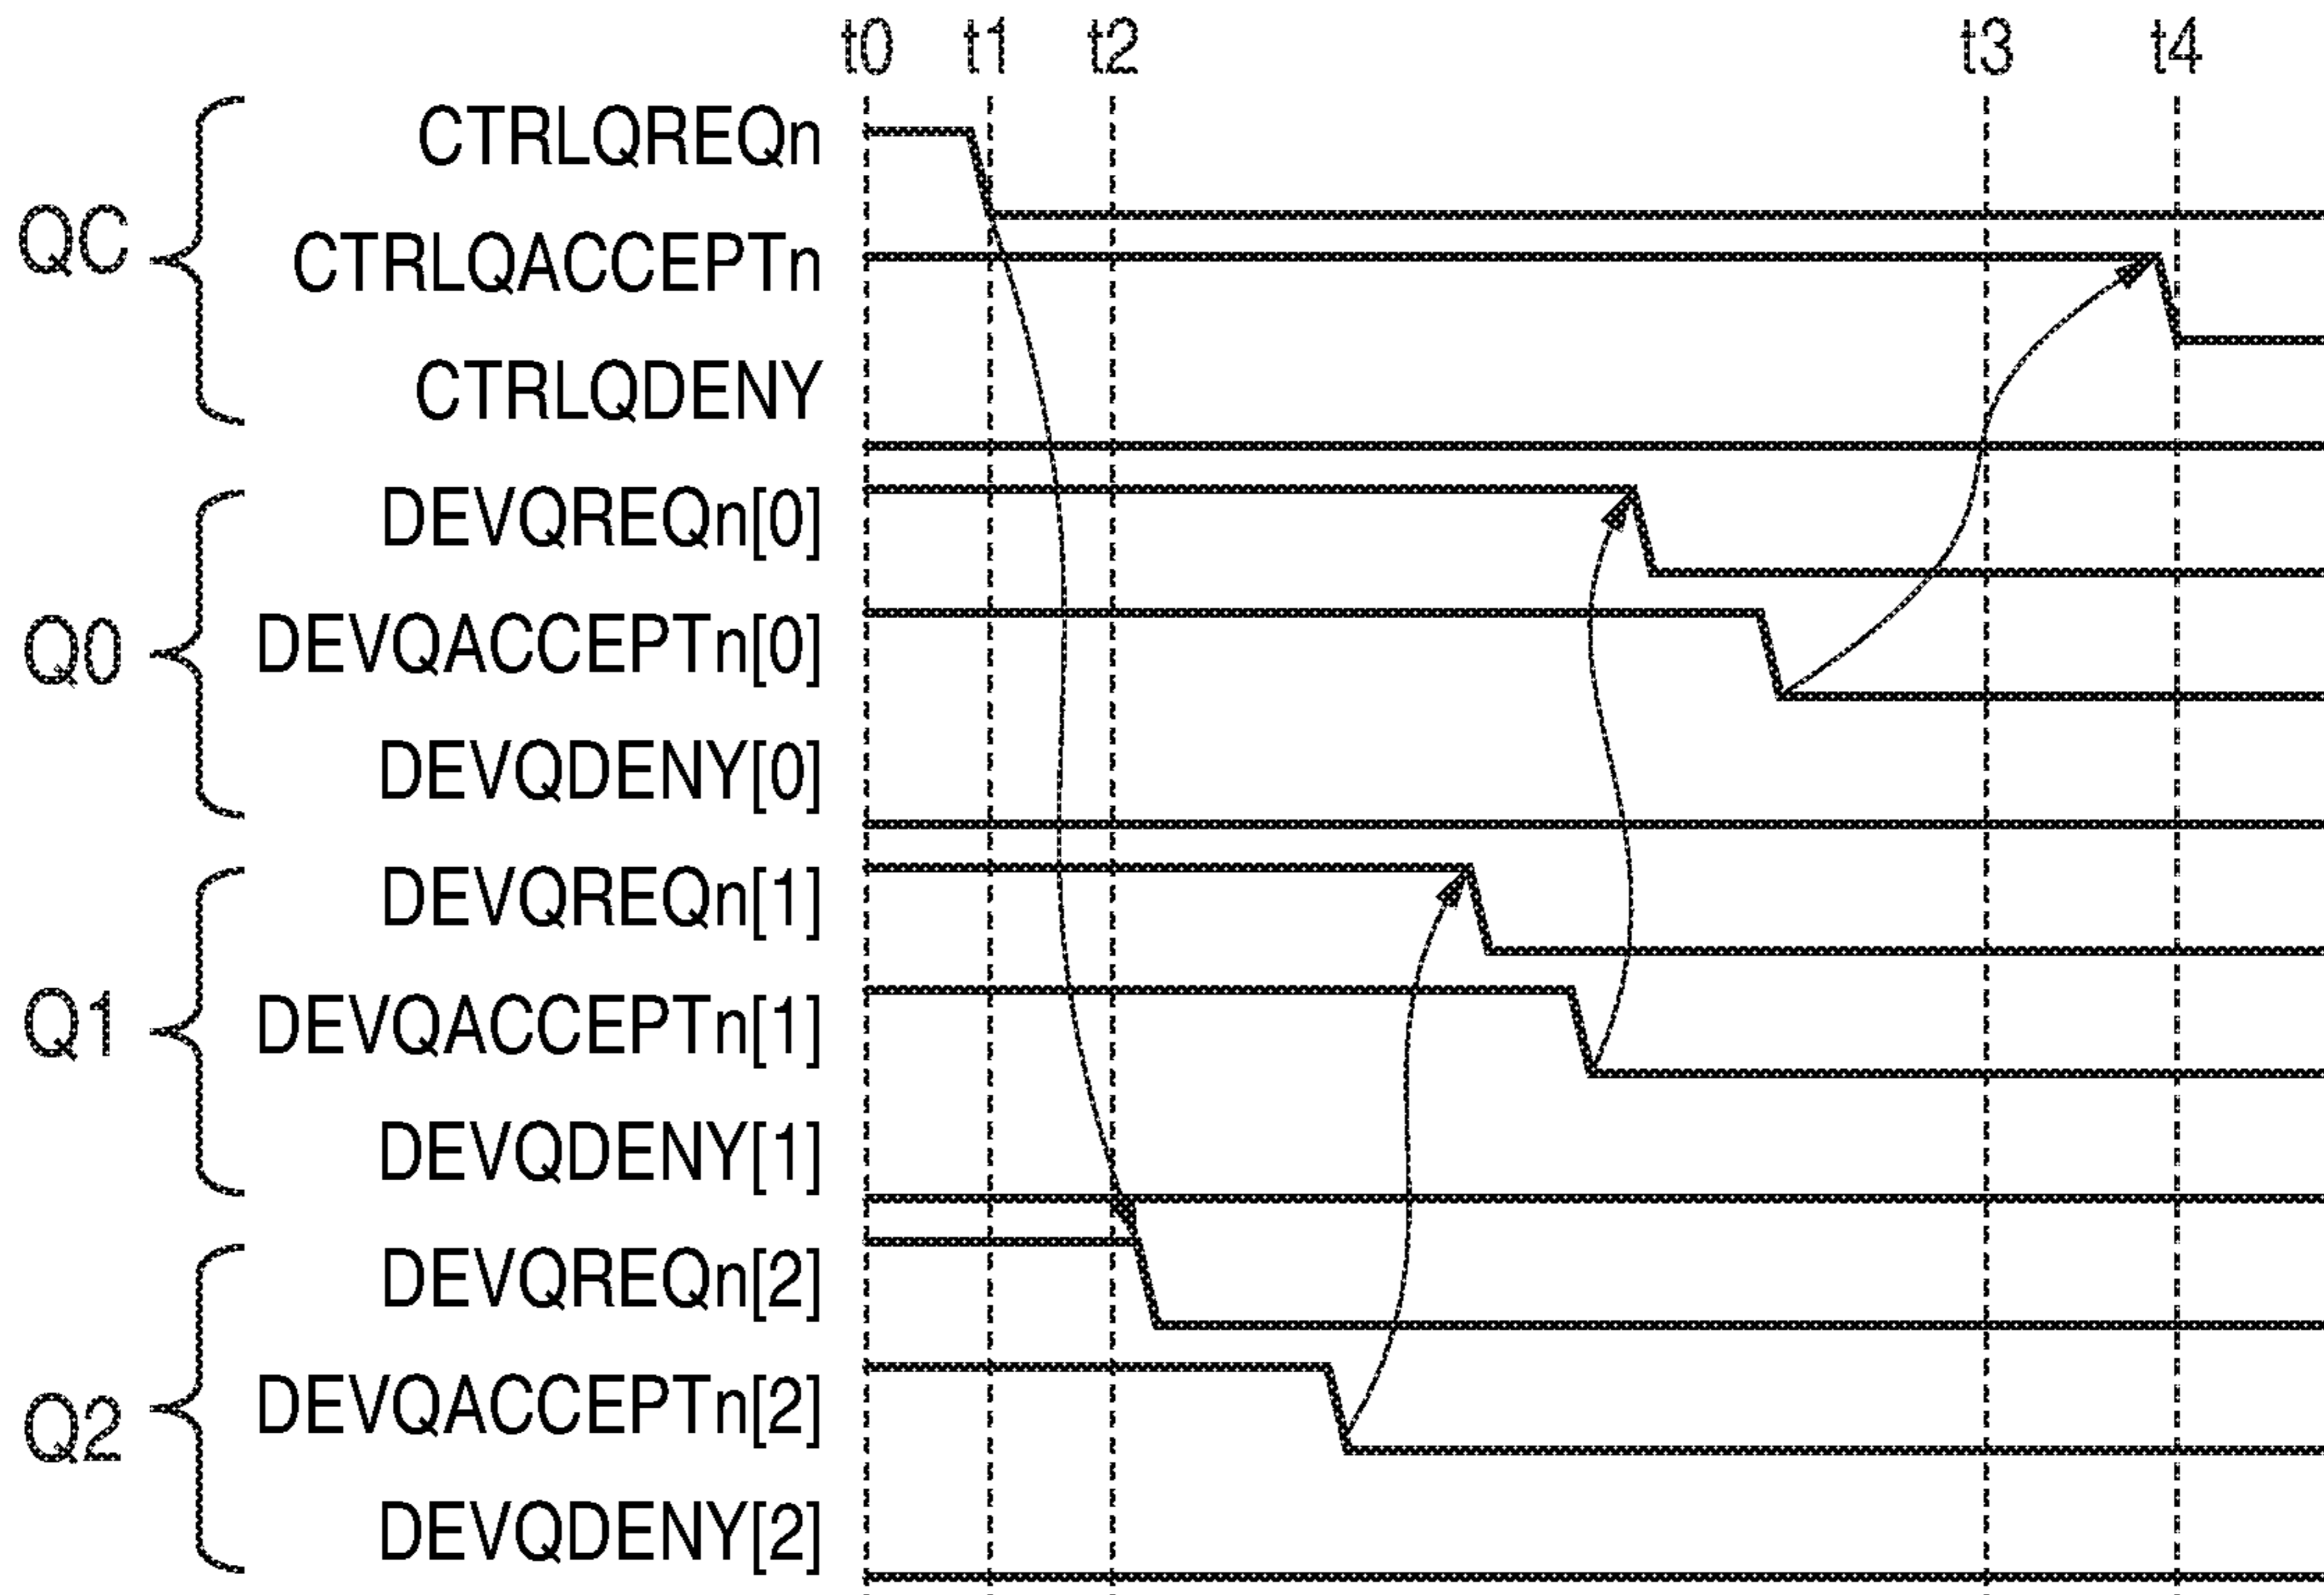 t0 t1 t2 t3 t4
CTRLQREQn
QC
CTRLQACCEPTn
CTRLQDENY
DEVQREQn[0]
Q0
DEVQACCEPTn[0]
DEVQDENY[0]
DEVQREQn[1]
Q1
DEVQACCEPTn[1]
DEVQDENY[1]
DEVQREQn[2]
Q2
DEVQACCEPTn[2]
DEVQDENY[2]